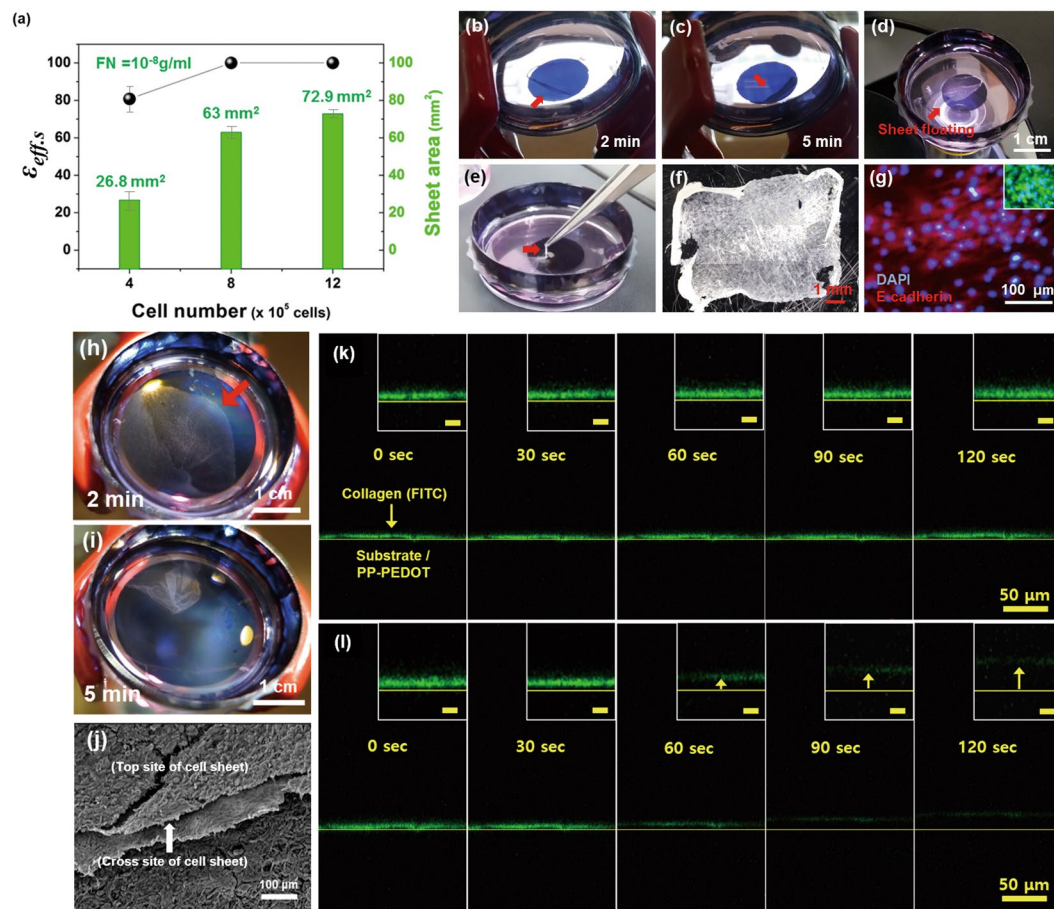 (a)
FN =10⁻⁸g/ml
100
80
60
40
20
0
ε_eff.s
26.8 mm²
63 mm²
72.9 mm²
100
80
60
40
20
0
Sheet area (mm²)
4
8
12
Cell number (x 10⁵ cells)
(b)
2 min
(c)
5 min
(d)
Sheet floating
1 cm
(e)
(f)
1 mm
(g)
DAPI
E-cadherin
100 μm
(h)
2 min
1 cm
(i)
5 min
1 cm
(j)
(Top site of cell sheet)
(Cross site of cell sheet)
100 μm
(k)
0 sec
30 sec
60 sec
90 sec
120 sec
Collagen (FITC)
Substrate /
PP-PEDOT
50 μm
(l)
0 sec
30 sec
60 sec
90 sec
120 sec
50 μm